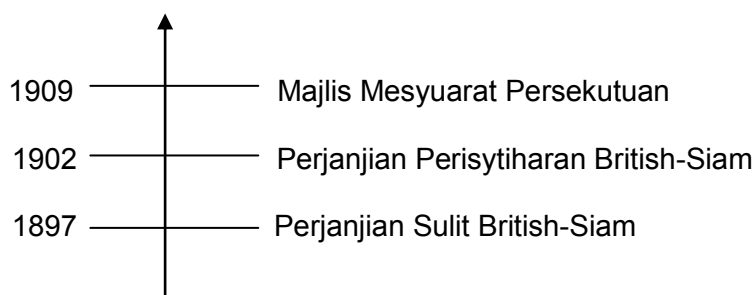 1909 Majlis Mesyuarat Persekutuan
1902 Perjanjian Perisytiharan British-Siam
1897 Perjanjian Sulit British-Siam